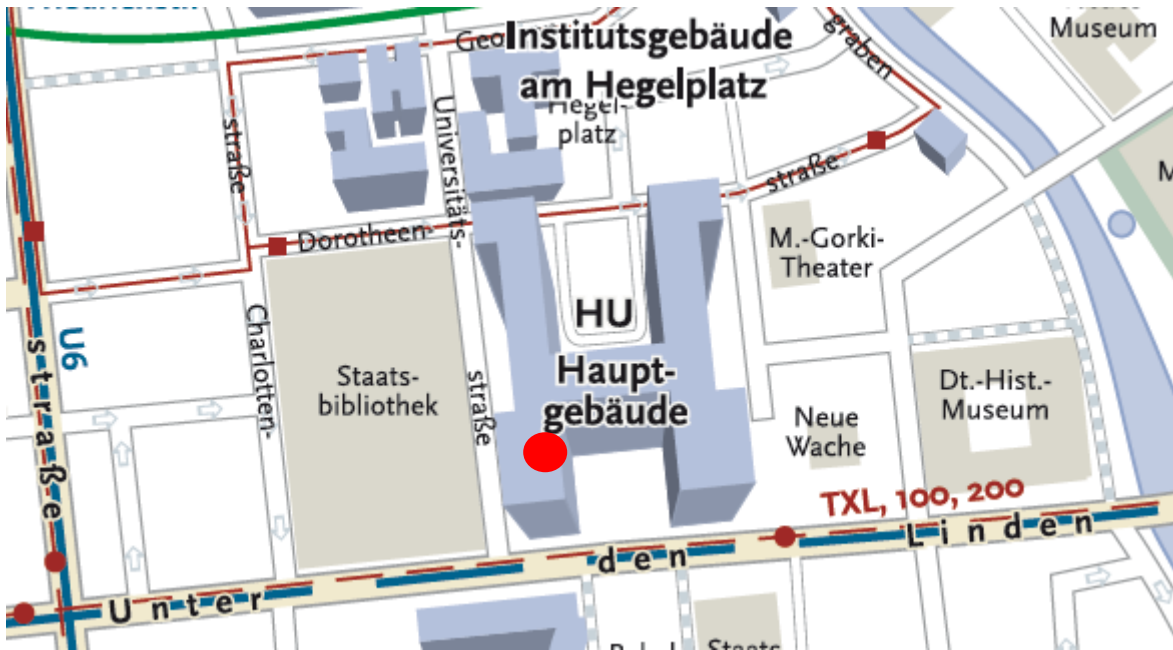 Museum
Institutsgebäude
am Hegelplatz
Hegel-
platz
graben
straße
Universitäts-
straße
straße
Dorotheen-
M.-Gorki-
Theater
HU
Haupt-
gebäude
U6
straße
Charlotten-
Staats-
bibliothek
Neue
Wache
Dt.-Hist.-
Museum
TXL, 100, 200
Unter den Linden
Staats